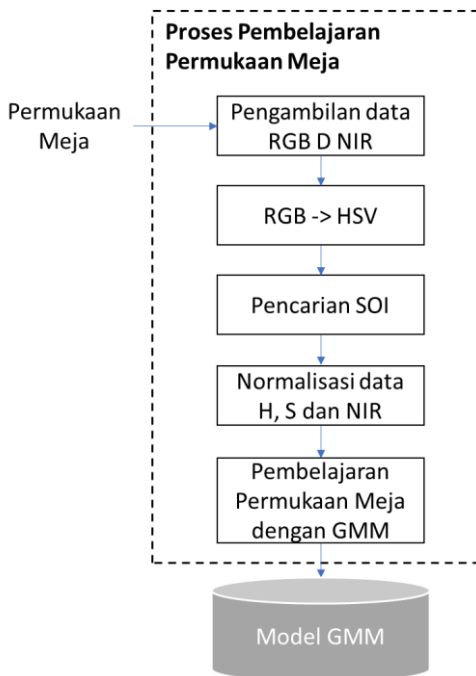 Proses Pembelajaran
Permukaan Meja
Permukaan
Meja
Pengambilan data
RGB D NIR
RGB -> HSV
Pencarian SOI
Normalisasi data
H, S dan NIR
Pembelajaran
Permukaan Meja
dengan GMM
Model GMM